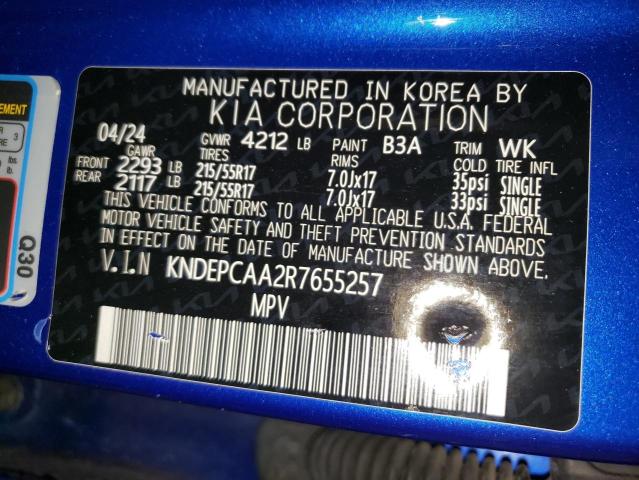 MANUFACTURED IN KOREA BY
KIA CORPORATION
04/24 GVWR 4212 LB PAINT B3A TRIM WK
GAWR TIRES RIMS COLD TIRE INFL
FRONT 2293 LB 215/55R17 7.0Jx17 35psi SINGLE
REAR 2117 LB 215/55R17 7.0Jx17 33psi SINGLE
THIS VEHICLE CONFORMS TO ALL APPLICABLE U.S.A. FEDERAL
MOTOR VEHICLE SAFETY AND THEFT PREVENTION STANDARDS
IN EFFECT ON THE DATE OF MANUFACTURE SHOWN ABOVE.
V.I.N KNDEPCAA2R7655257
MPV
Q30
3
lbs.